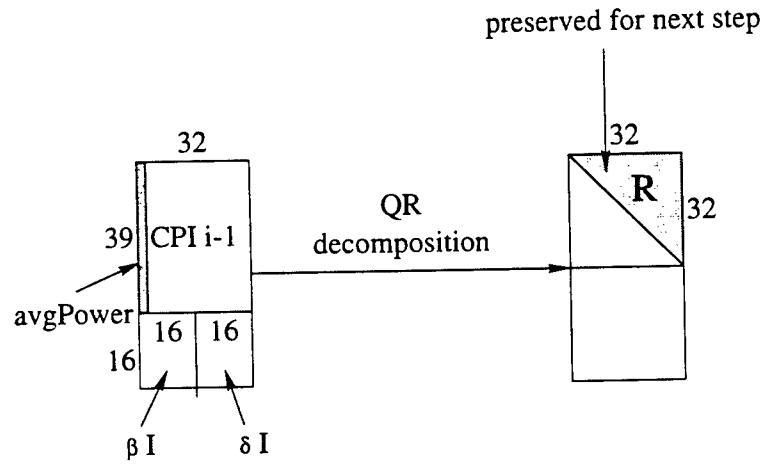 preserved for next step
32
32
R
32
QR
decomposition
39
CPI i-1
avgPower
16
16
16
β I
δ I